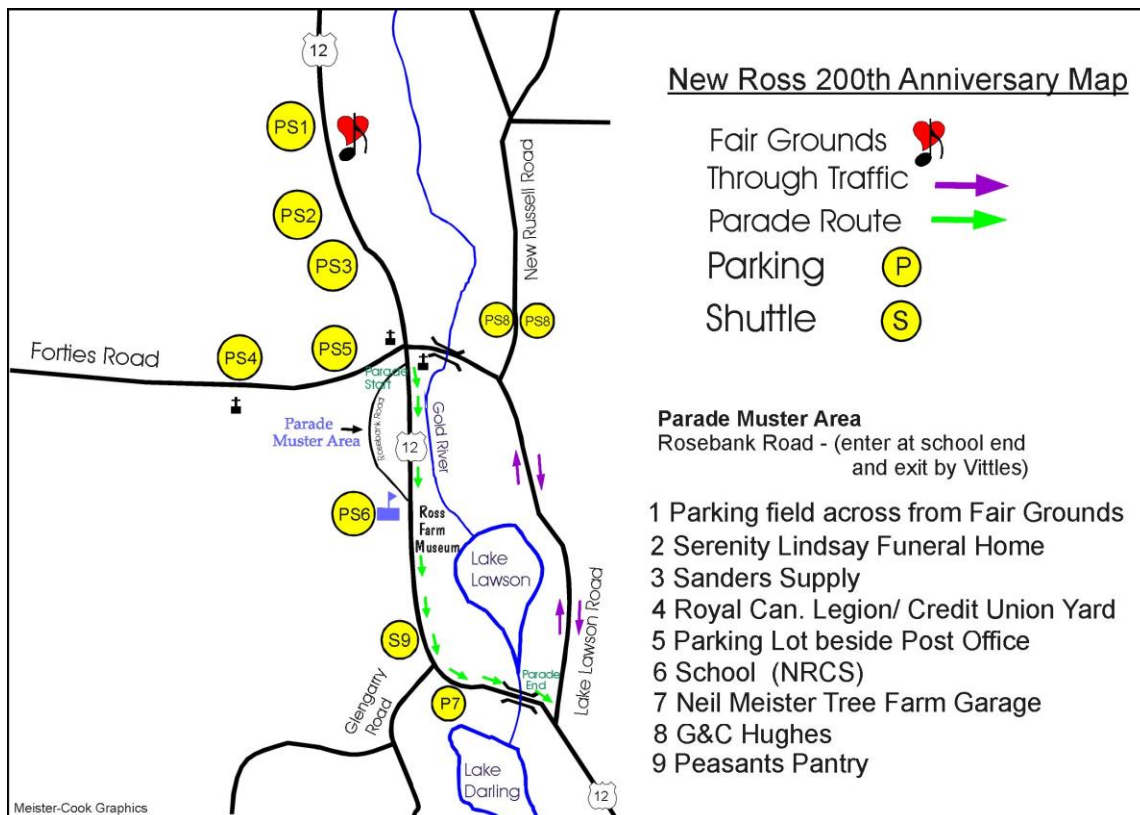 New Ross 200th Anniversary Map
Fair Grounds
Through Traffic
Parade Route
Parking P
Shuttle S
Parade Muster Area
Rosebank Road - (enter at school end
and exit by Vittles)
1 Parking field across from Fair Grounds
2 Serenity Lindsay Funeral Home
3 Sanders Supply
4 Royal Can. Legion/ Credit Union Yard
5 Parking Lot beside Post Office
6 School (NRCS)
7 Neil Meister Tree Farm Garage
8 G&C Hughes
9 Peasants Pantry
12
PS1
PS2
PS3
New Russell Road
PS8
PS8
PS5
PS4
Forties Road
Parade
Start
Rosebank Road
Parade
Muster Area
Gold River
12
PS6
Ross
Farm
Museum
Lake
Lawson
Lake Lawson Road
S9
Parade
End
Glengarry
Road
P7
Lake
Darling
12
Meister-Cook Graphics